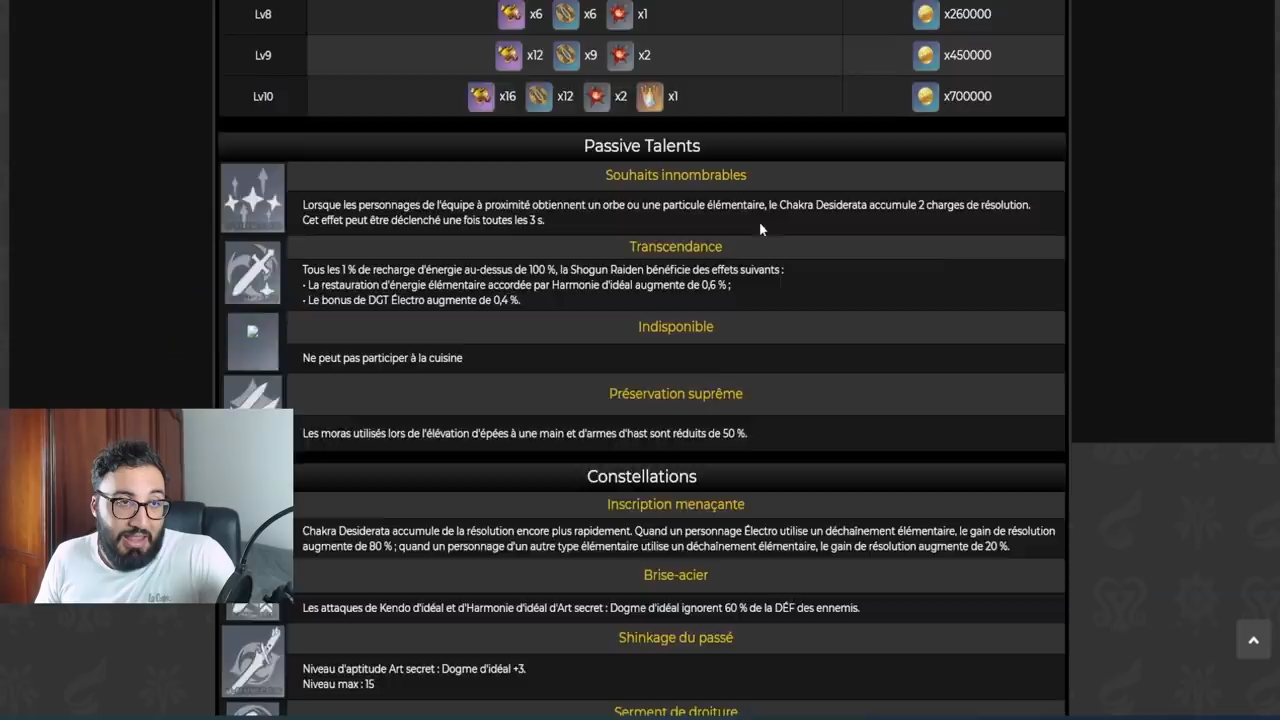 Lv8 x6 x6 x1 x260000
Lv9 x12 x9 x2 x450000
Lv10 x16 x12 x2 x1 x700000
Passive Talents
Souhaits innombrables
Lorsque les personnages de l'équipe à proximité obtiennent un orbe ou une particule élémentaire, le Chakra Desiderata accumule 2 charges de résolution.
Cet effet peut être déclenché une fois toutes les 3 s.
Transcendance
Tous les 1 % de recharge d'énergie au-dessus de 100 %, la Shogun Raiden bénéficie des effets suivants :
· La restauration d'énergie élémentaire accordée par Harmonie d'idéal augmente de 0,6 % ;
· Le bonus de DGT Électro augmente de 0,4 %.
Indisponible
Ne peut pas participer à la cuisine
Préservation suprême
Les moras utilisés lors de l'élévation d'épées à une main et d'armes d'hast sont réduits de 50 %.
Constellations
Inscription menaçante
Chakra Desiderata accumule de la résolution encore plus rapidement. Quand un personnage Électro utilise un déchaînement élémentaire, le gain de résolution
augmente de 80 % ; quand un personnage d'un autre type élémentaire utilise un déchaînement élémentaire, le gain de résolution augmente de 20 %.
Brise-acier
Les attaques de Kendo d'idéal et d'Harmonie d'idéal d'Art secret : Dogme d'idéal ignorent 60 % de la DÉF des ennemis.
Shinkage du passé
Niveau d'aptitude Art secret : Dogme d'idéal +3.
Niveau max : 15
Serment de droiture